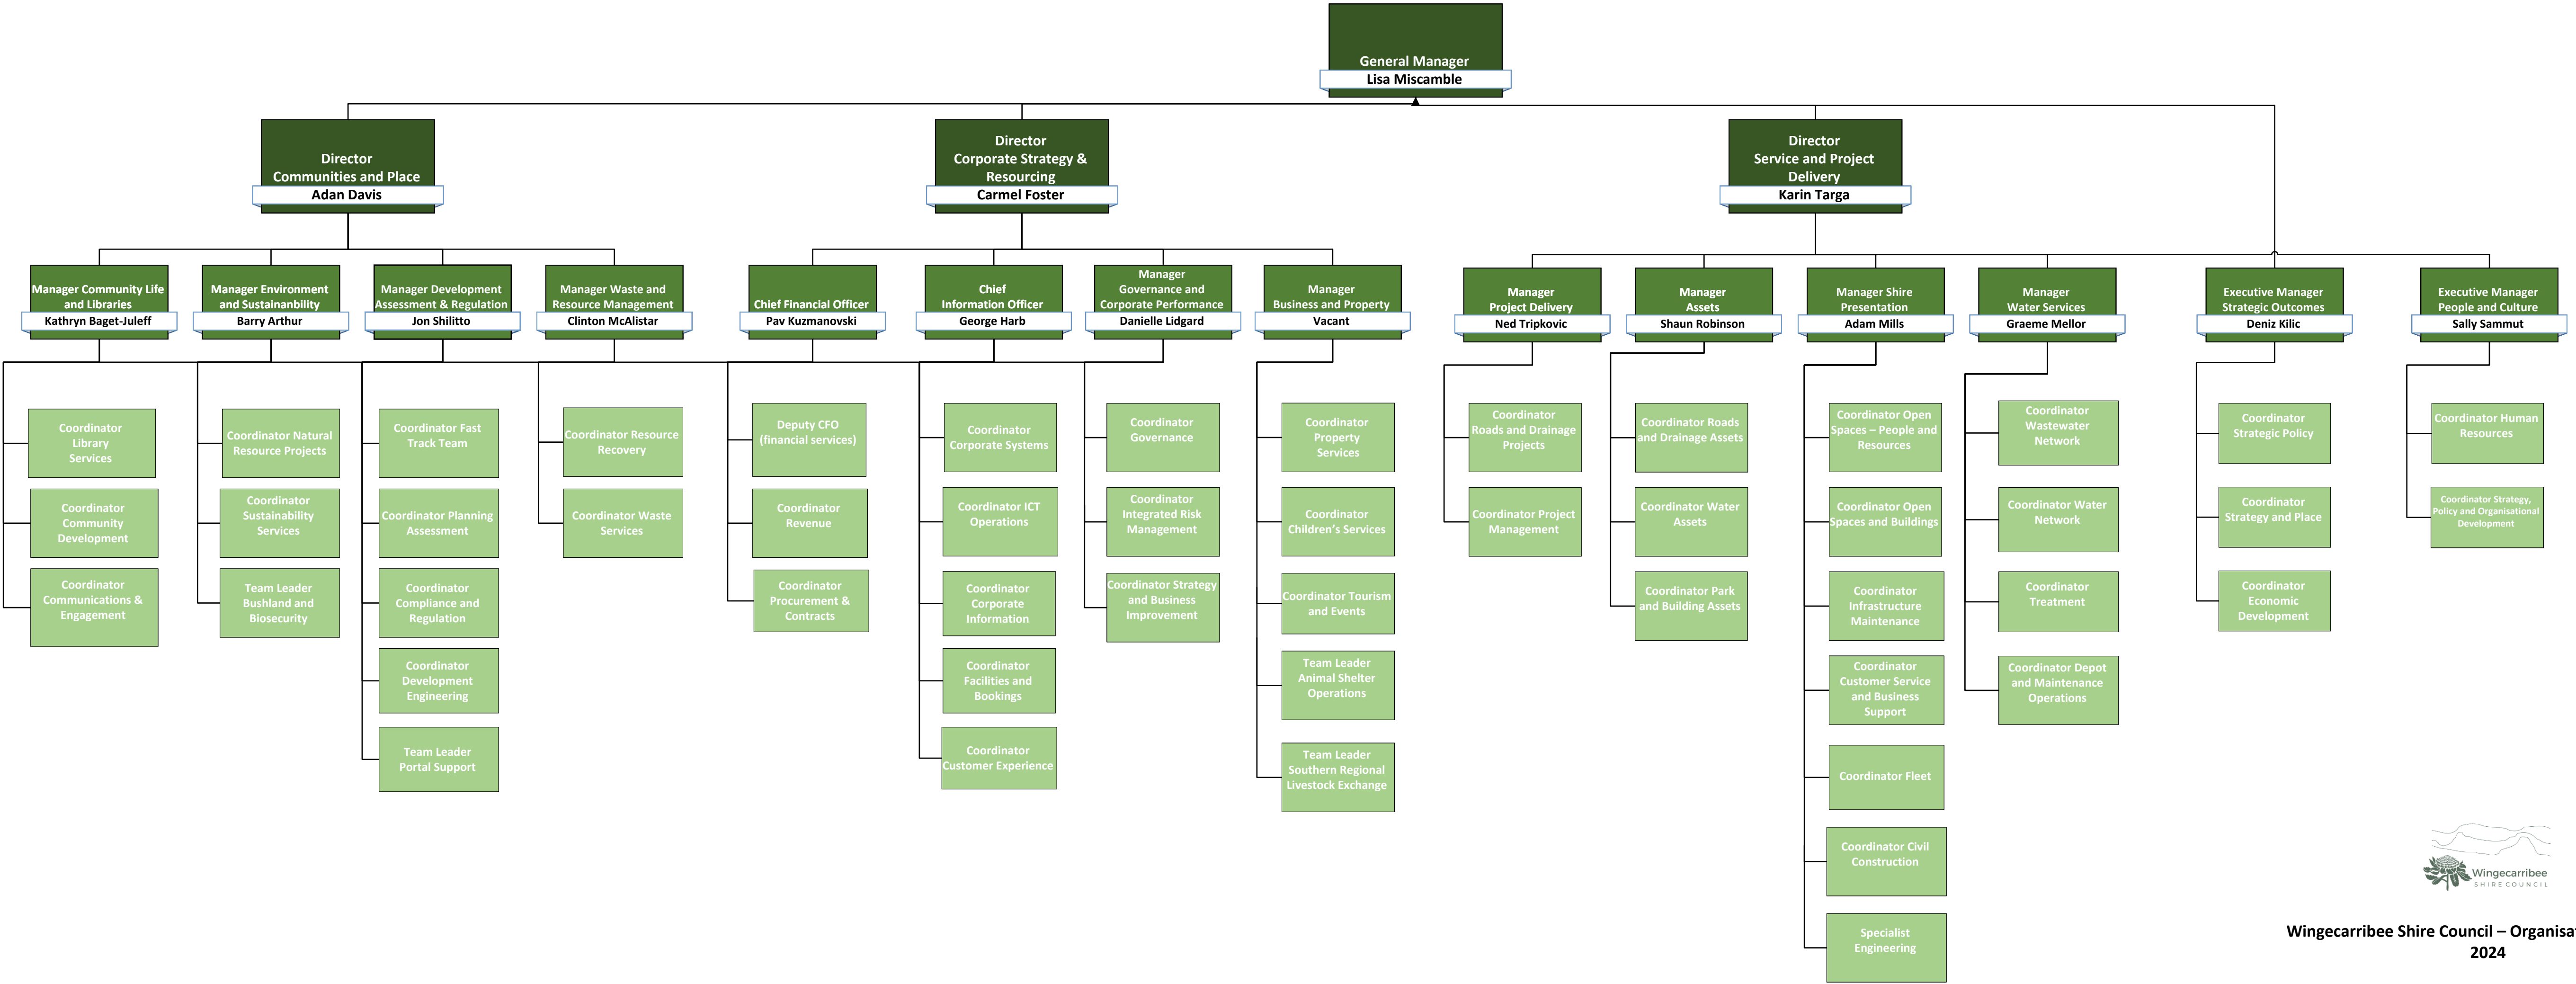 General Manager
Lisa Miscamble
Director
Communities and Place
Adan Davis
Director
Corporate Strategy &
Resourcing
Carmel Foster
Director
Service and Project
Delivery
Karin Targa
Manager Community Life
and Libraries
Kathryn Baget-Juleff
Manager Environment
and Sustainanbility
Barry Arthur
Manager Development
Assessment & Regulation
Jon Shilitto
Manager Waste and
Resource Management
Clinton McAlistar
Chief Financial Officer
Pav Kuzmanovski
Chief
Information Officer
George Harb
Manager
Governance and
Corporate Performance
Danielle Lidgard
Manager
Business and Property
Vacant
Manager
Project Delivery
Ned Tripkovic
Manager
Assets
Shaun Robinson
Manager Shire
Presentation
Adam Mills
Manager
Water Services
Graeme Mellor
Executive Manager
Strategic Outcomes
Deniz Kilic
Executive Manager
People and Culture
Sally Sammut
Coordinator
Library
Services
Coordinator
Community
Development
Coordinator
Communications &
Engagement
Coordinator Natural
Resource Projects
Coordinator
Sustainability
Services
Team Leader
Bushland and
Biosecurity
Coordinator Fast
Track Team
Coordinator Planning
Assessment
Coordinator
Compliance and
Regulation
Coordinator
Development
Engineering
Team Leader
Portal Support
Coordinator Resource
Recovery
Coordinator Waste
Services
Deputy CFO
(financial services)
Coordinator
Revenue
Coordinator
Procurement &
Contracts
Coordinator
Corporate Systems
Coordinator ICT
Operations
Coordinator
Corporate
Information
Coordinator
Facilities and
Bookings
Coordinator
Customer Experience
Coordinator
Governance
Coordinator
Integrated Risk
Management
Coordinator Strategy
and Business
Improvement
Coordinator
Property
Services
Coordinator
Children's Services
Coordinator Tourism
and Events
Team Leader
Animal Shelter
Operations
Team Leader
Southern Regional
Livestock Exchange
Coordinator
Roads and Drainage
Projects
Coordinator Project
Management
Coordinator Roads
and Drainage Assets
Coordinator Water
Assets
Coordinator Park
and Building Assets
Coordinator Open
Spaces – People and
Resources
Coordinator Open
Spaces and Buildings
Coordinator
Infrastructure
Maintenance
Coordinator
Customer Service
and Business
Support
Coordinator Fleet
Coordinator Civil
Construction
Specialist
Engineering
Coordinator
Wastewater
Network
Coordinator Water
Network
Coordinator
Treatment
Coordinator Depot
and Maintenance
Operations
Coordinator
Strategic Policy
Coordinator
Strategy and Place
Coordinator
Economic
Development
Coordinator Human
Resources
Coordinator Strategy,
Policy and Organisational
Development
Wingecarribee
SHIRE COUNCIL
Wingecarribee Shire Council – Organisa
2024